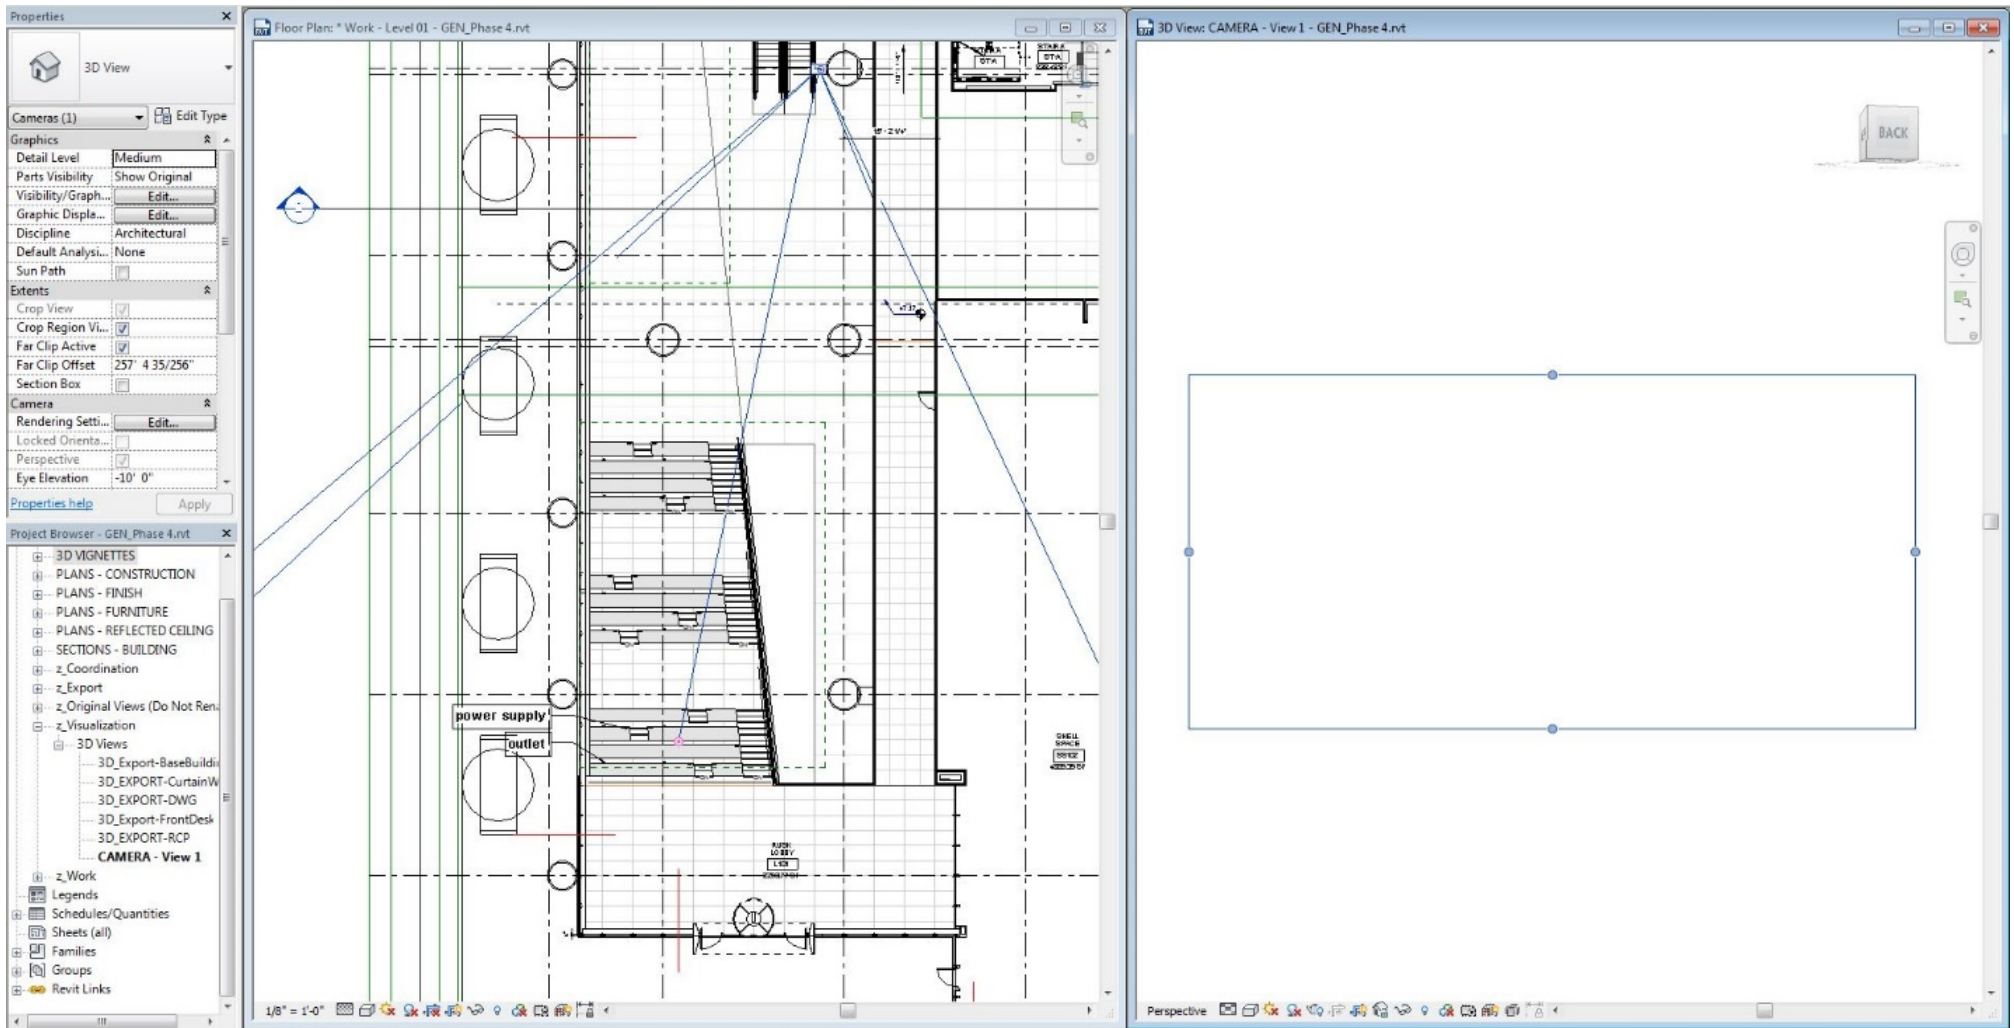 Properties
3D View
Cameras (1)
Edit Type
Graphics
Detail Level Medium
Parts Visibility Show Original
Visibility/Graph... Edit...
Graphic Displa... Edit...
Discipline Architectural
Default Analysi... None
Sun Path
Extents
Crop View
Crop Region Vi...
Far Clip Active
Far Clip Offset 257' 4 35/256"
Section Box
Camera
Rendering Setti... Edit...
Locked Orienta...
Perspective
Eye Elevation -10' 0"
Properties help Apply
Project Browser - GEN_Phase 4.rvt
3D VIGNETTES
PLANS - CONSTRUCTION
PLANS - FINISH
PLANS - FURNITURE
PLANS - REFLECTED CEILING
SECTIONS - BUILDING
z_Coordination
z_Export
z_Original Views (Do Not Ren
z_Visualization
3D Views
3D_Export-BaseBuildi
3D_EXPORT-CurtainW
3D_EXPORT-DWG
3D_Export-FrontDesk
3D_EXPORT-RCP
CAMERA - View 1
z_Work
Legends
Schedules/Quantities
Sheets (all)
Families
Groups
Revit Links
Floor Plan: * Work - Level 01 - GEN_Phase 4.rvt
STAIR A
STA
STA
power supply
outlet
SHELL
SPACE
LOBBY
L101
1/8" = 1'-0"
3D View: CAMERA - View 1 - GEN_Phase 4.rvt
BACK
Perspective